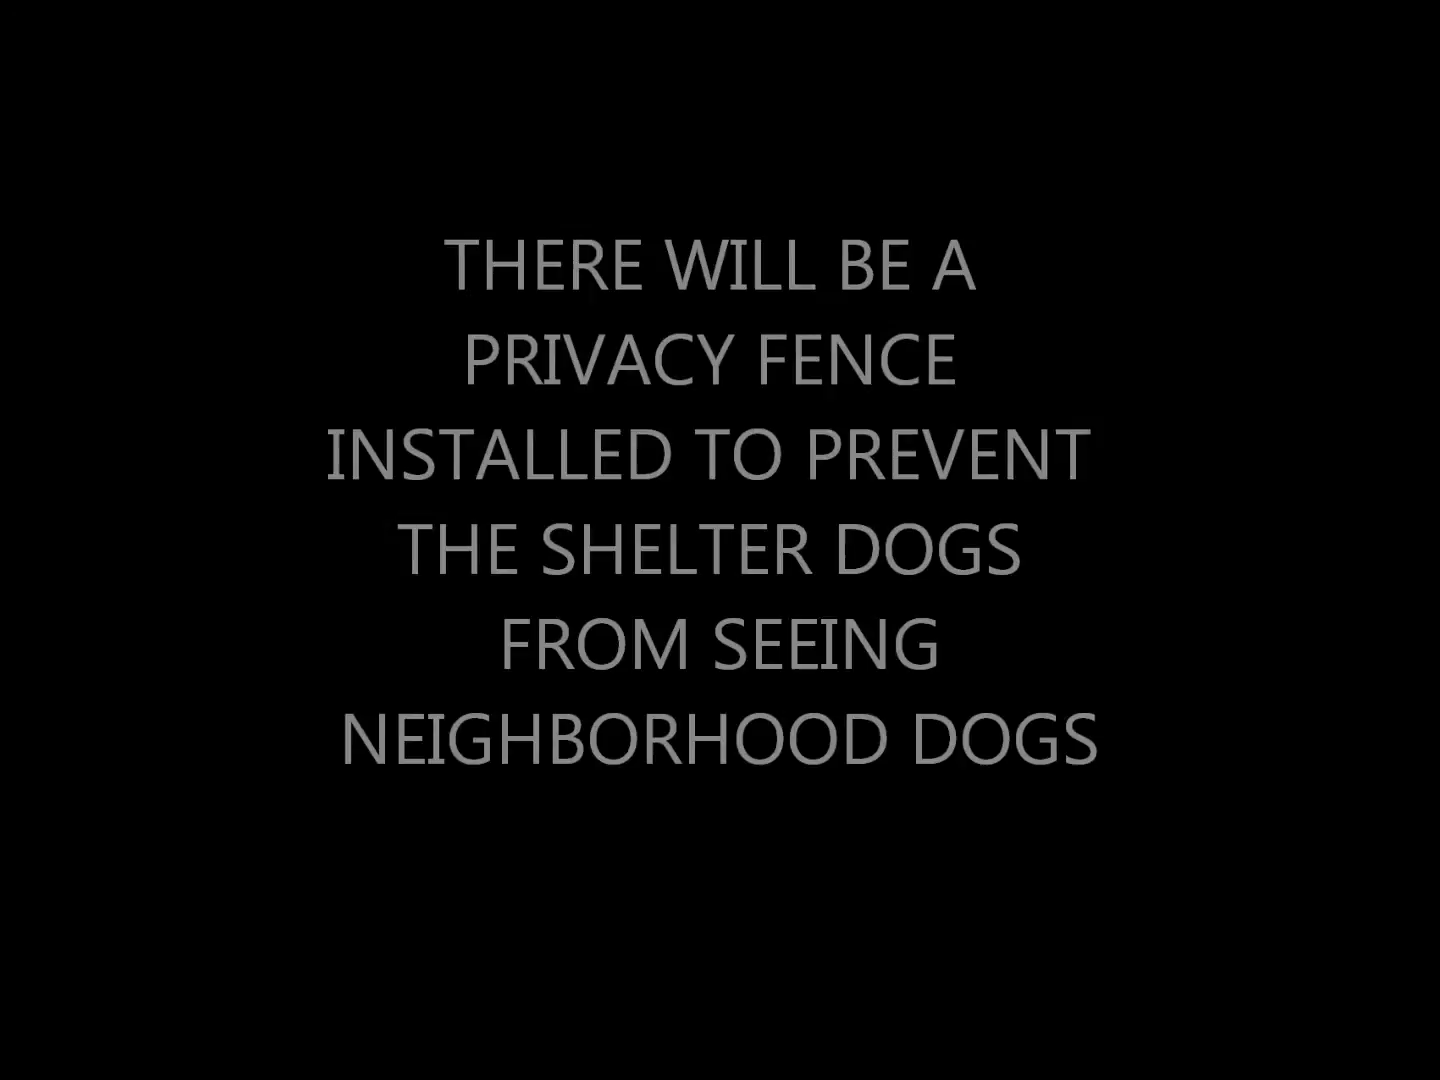 THERE WILL BE A
PRIVACY FENCE
INSTALLED TO PREVENT
THE SHELTER DOGS
FROM SEEING
NEIGHBORHOOD DOGS